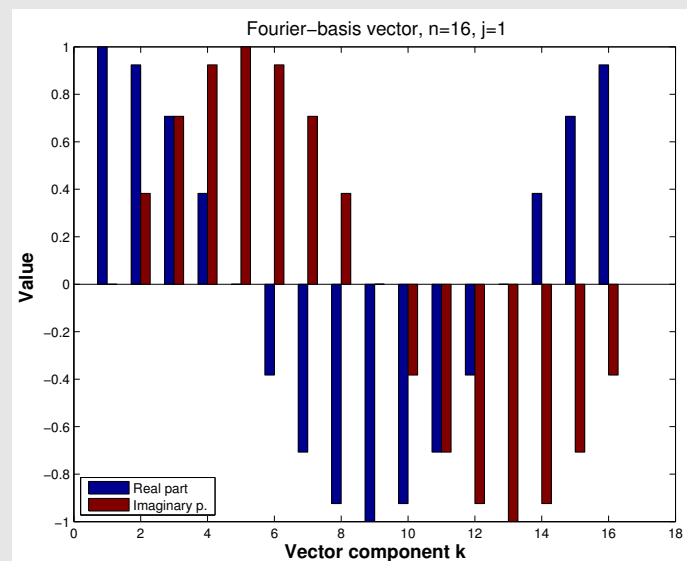 Fourier−basis vector, n=16, j=1
1
0.8
0.6
0.4
0.2
0
−0.2
−0.4
−0.6
−0.8
−1
Value
Real part
Imaginary p.
0 2 4 6 8 10 12 14 16 18
Vector component k